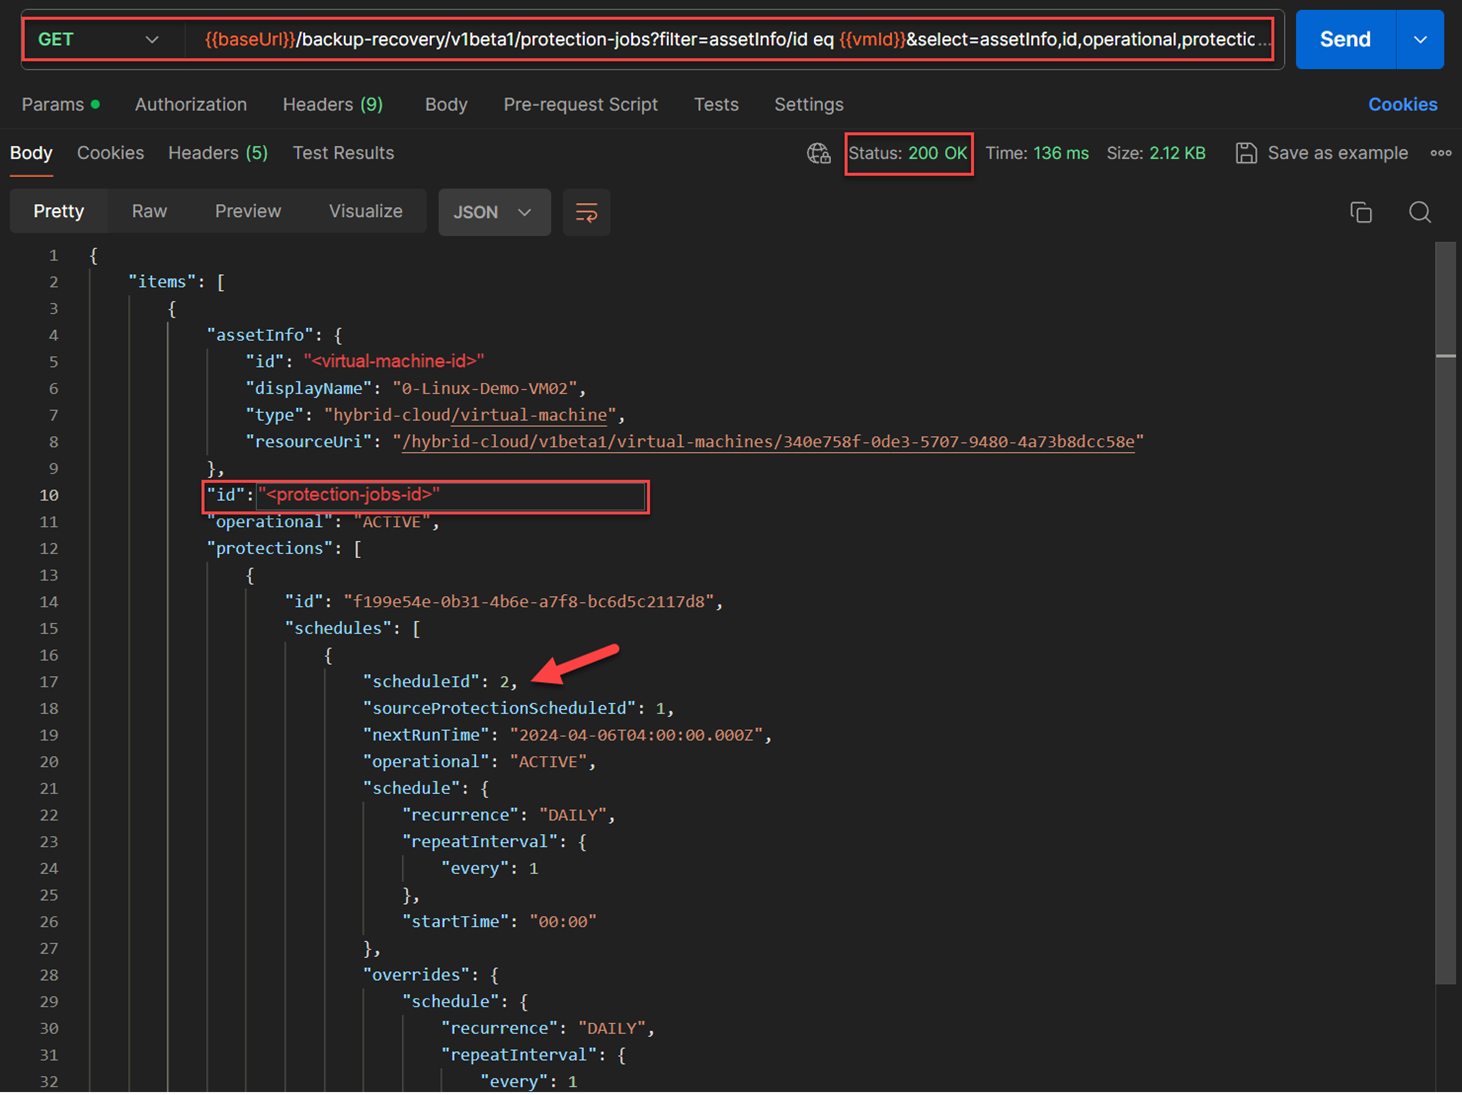 GET {{baseUrl}}/backup-recovery/v1beta1/protection-jobs?filter=assetInfo/id eq {{vmId}}&select=assetInfo,id,operational,protectic... Send
Params Authorization Headers (9) Body Pre-request Script Tests Settings Cookies
Body Cookies Headers (5) Test Results Status: 200 OK Time: 136 ms Size: 2.12 KB Save as example
Pretty Raw Preview Visualize JSON
1 {
2 "items": [
3 {
4 "assetInfo": {
5 "id": "<virtual-machine-id>"
6 "displayName": "0-Linux-Demo-VM02",
7 "type": "hybrid-cloud/virtual-machine",
8 "resourceUri": "/hybrid-cloud/v1beta1/virtual-machines/340e758f-0de3-5707-9480-4a73b8dcc58e"
9 },
10 "id": "<protection-jobs-id>"
11 "operational": "ACTIVE",
12 "protections": [
13 {
14 "id": "f199e54e-0b31-4b6e-a7f8-bc6d5c2117d8",
15 "schedules": [
16 {
17 "scheduleId": 2,
18 "sourceProtectionScheduleId": 1,
19 "nextRunTime": "2024-04-06T04:00:00.000Z",
20 "operational": "ACTIVE",
21 "schedule": {
22 "recurrence": "DAILY",
23 "repeatInterval": {
24 "every": 1
25 },
26 "startTime": "00:00"
27 },
28 "overrides": {
29 "schedule": {
30 "recurrence": "DAILY",
31 "repeatInterval": {
32 "every": 1